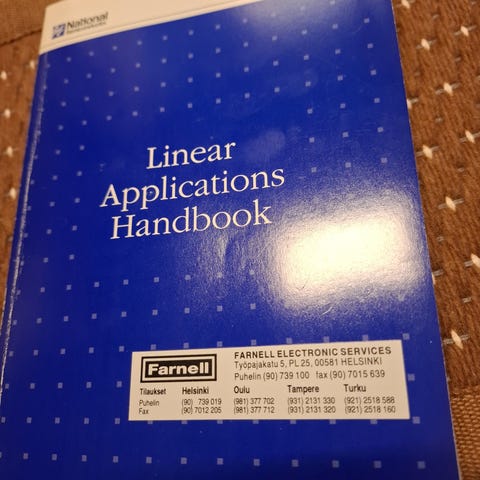 National
Semiconductor
Linear
Applications
Handbook
Farnell
FARNELL ELECTRONIC SERVICES
Työpajakatu 5, PL 25, 00581 HELSINKI
Puhelin (90) 739 100 fax (90) 7015 639
Tilaukset Helsinki Oulu Tampere Turku
Puhelin (90) 739 019 (981) 377 702 (931) 2131 330 (921) 2518 588
Fax (90) 7012 205 (981) 377 712 (931) 2131 320 (921) 2518 160